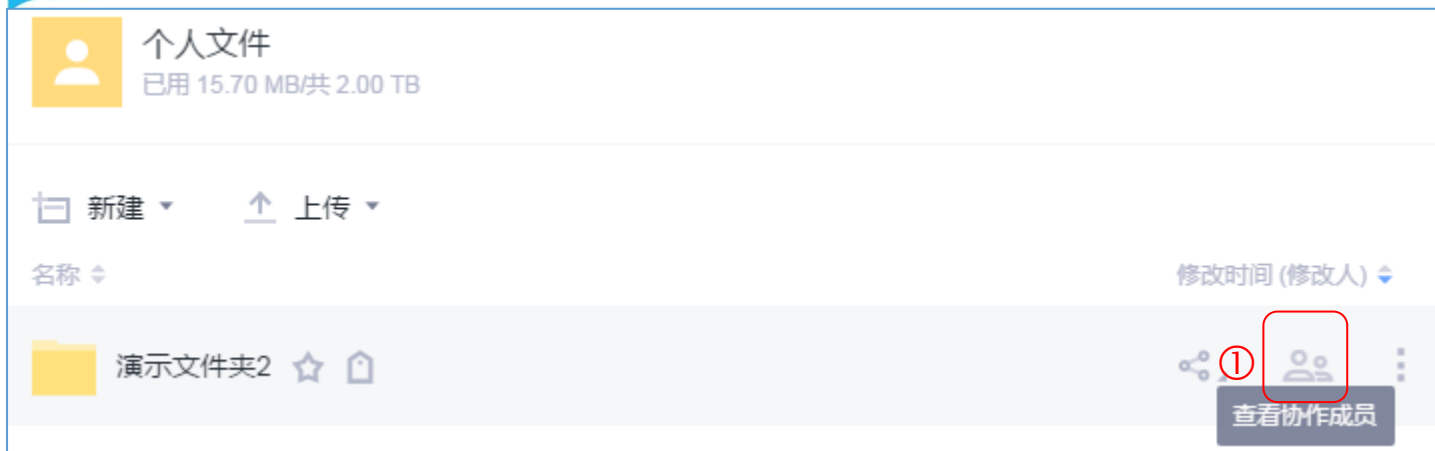 个人文件
已用 15.70 MB/共 2.00 TB
新建 上传
名称 修改时间 (修改人)
演示文件夹2 ①
查看协作成员